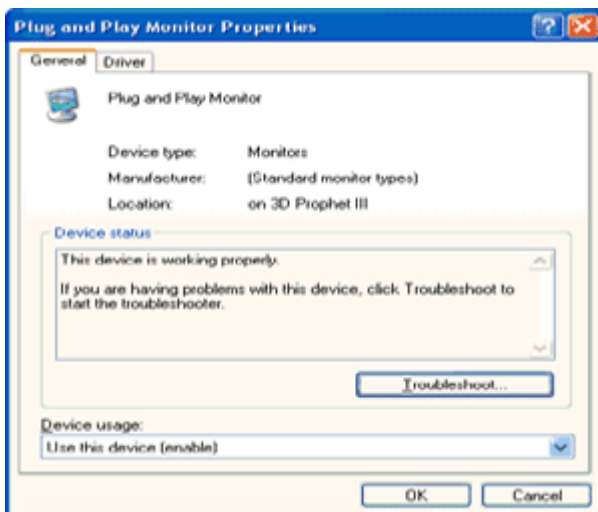 Plug and Play Monitor Properties
General Driver
Plug and Play Monitor
Device type: Monitors
Manufacturer: (Standard monitor types)
Location: on 3D Prophet III
Device status
This device is working properly.
If you are having problems with this device, click Troubleshoot to
start the troubleshooter.
Troubleshoot...
Device usage:
Use this device (enable)
OK Cancel